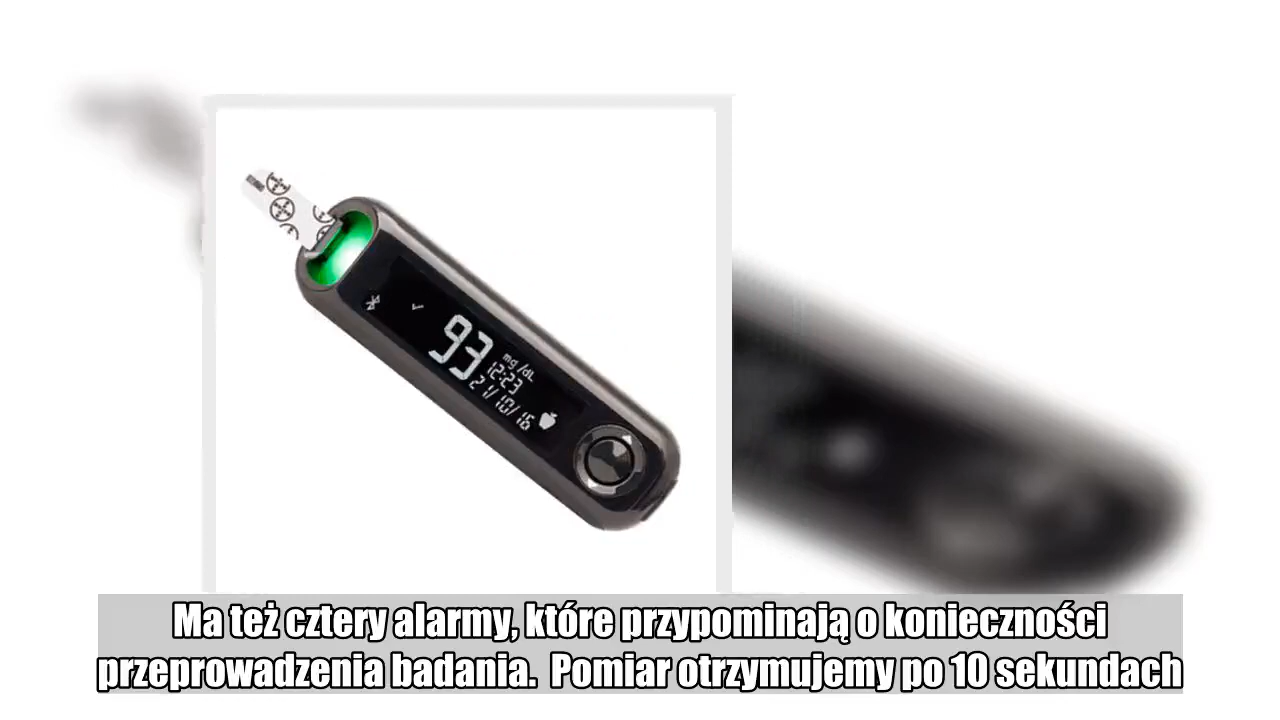 93
mg/dL
12:23
21/10/16
Ma też cztery alarmy, które przypominają o konieczności
przeprowadzenia badania.  Pomiar otrzymujemy po 10 sekundach